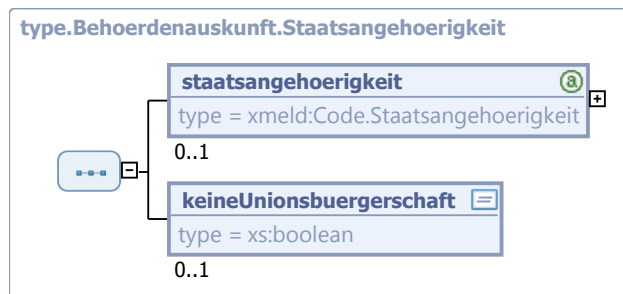 type.Behoerdenauskunft.Staatsangehoerigkeit
staatsangehoerigkeit
type = xmeld:Code.Staatsangehoerigkeit
0..1
keineUnionsbuergerschaft
type = xs:boolean
0..1